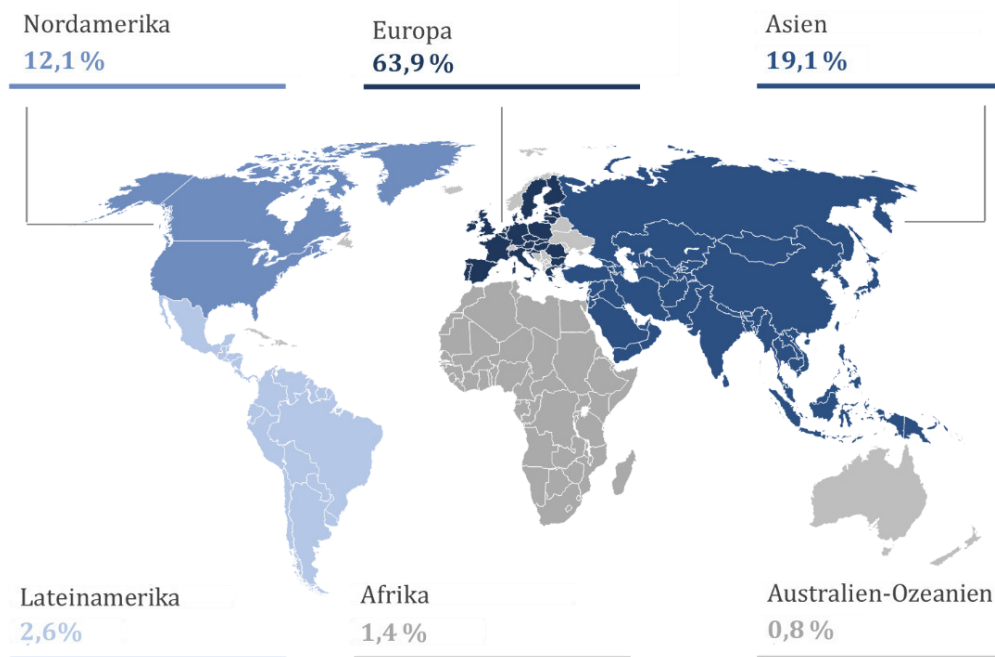 Nordamerika
12,1 %
Europa
63,9 %
Asien
19,1 %
Lateinamerika
2,6%
Afrika
1,4 %
Australien-Ozeanien
0,8 %